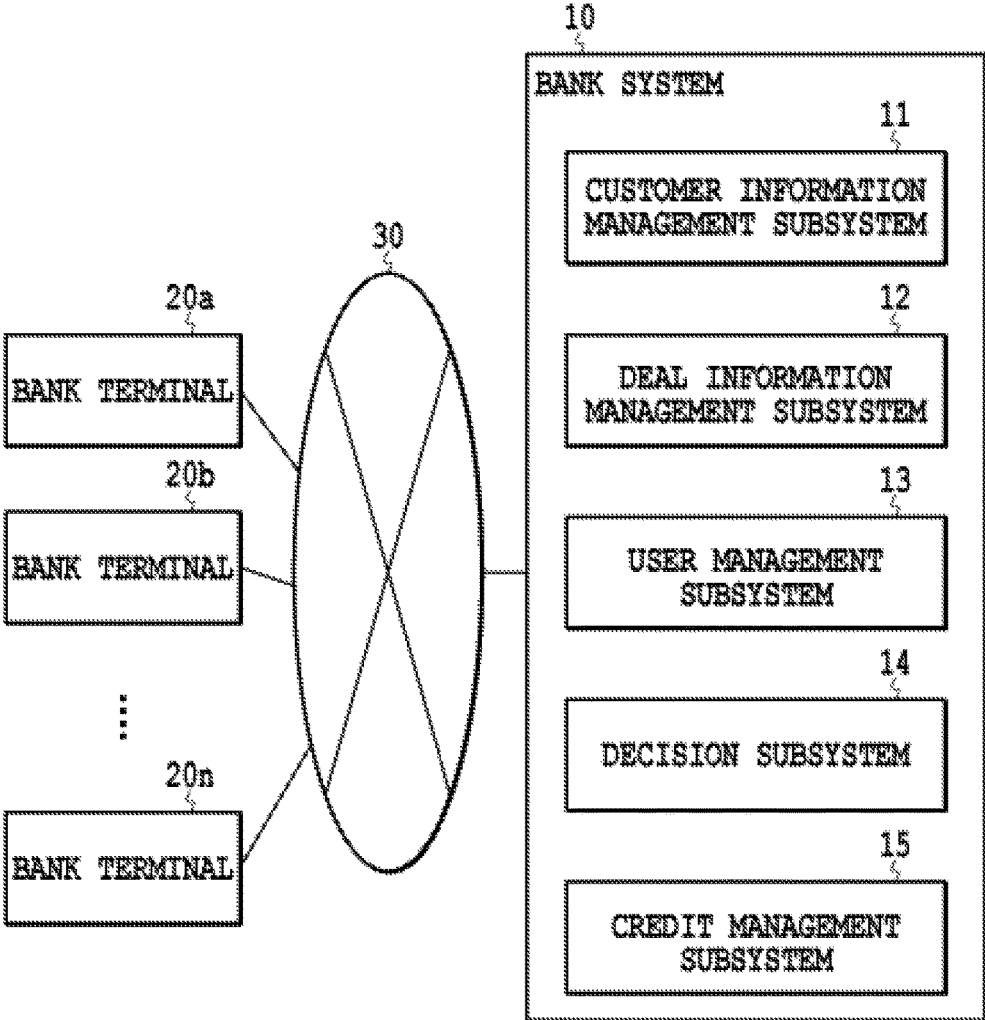 10
BANK SYSTEM
11
CUSTOMER INFORMATION
MANAGEMENT SUBSYSTEM
30
20a
BANK TERMINAL
12
DEAL INFORMATION
MANAGEMENT SUBSYSTEM
20b
BANK TERMINAL
13
USER MANAGEMENT
SUBSYSTEM
14
DECISION SUBSYSTEM
20n
BANK TERMINAL
15
CREDIT MANAGEMENT
SUBSYSTEM